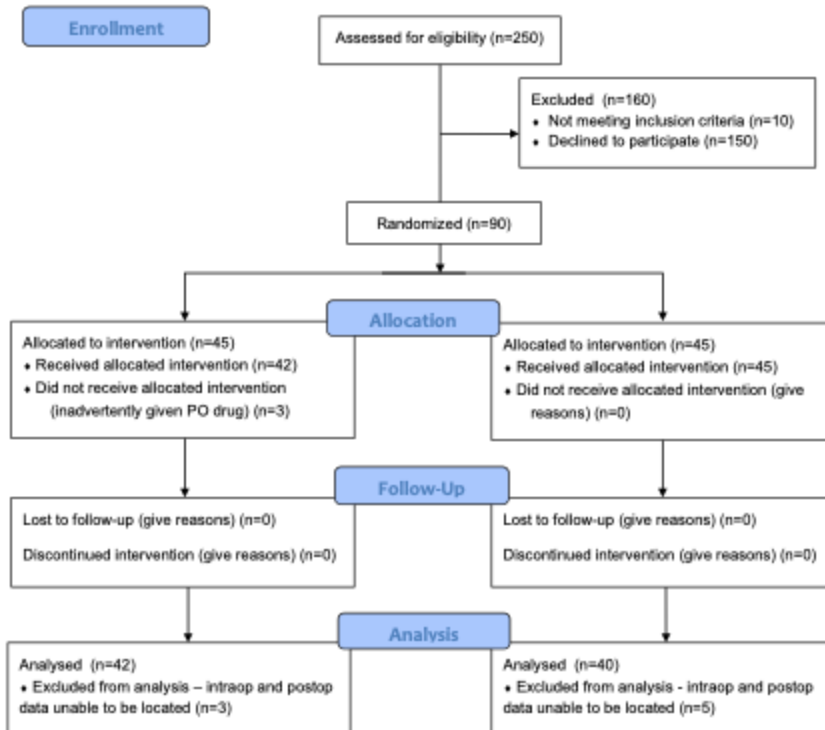 Enrollment
Assessed for eligibility (n=250)
Excluded (n=160)
• Not meeting inclusion criteria (n=10)
• Declined to participate (n=150)
Randomized (n=90)
Allocation
Allocated to intervention (n=45)
• Received allocated intervention (n=42)
• Did not receive allocated intervention
(inadvertently given PO drug) (n=3)
Allocated to intervention (n=45)
• Received allocated intervention (n=45)
• Did not receive allocated intervention (give
reasons) (n=0)
Follow-Up
Lost to follow-up (give reasons) (n=0)
Discontinued intervention (give reasons) (n=0)
Lost to follow-up (give reasons) (n=0)
Discontinued intervention (give reasons) (n=0)
Analysis
Analysed (n=42)
• Excluded from analysis – intraop and postop
data unable to be located (n=3)
Analysed (n=40)
• Excluded from analysis - intraop and postop
data unable to be located (n=5)